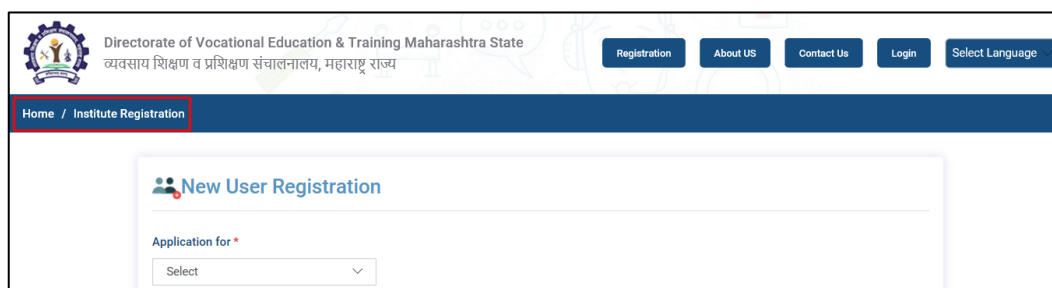 Directorate of Vocational Education & Training Maharashtra State
व्यवसाय शिक्षण व प्रशिक्षण संचालनालय, महाराष्ट्र राज्य
Registration
About US
Contact Us
Login
Select Language
Home / Institute Registration
New User Registration
Application for *
Select